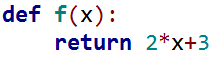 def f(x):
    return 2*x+3